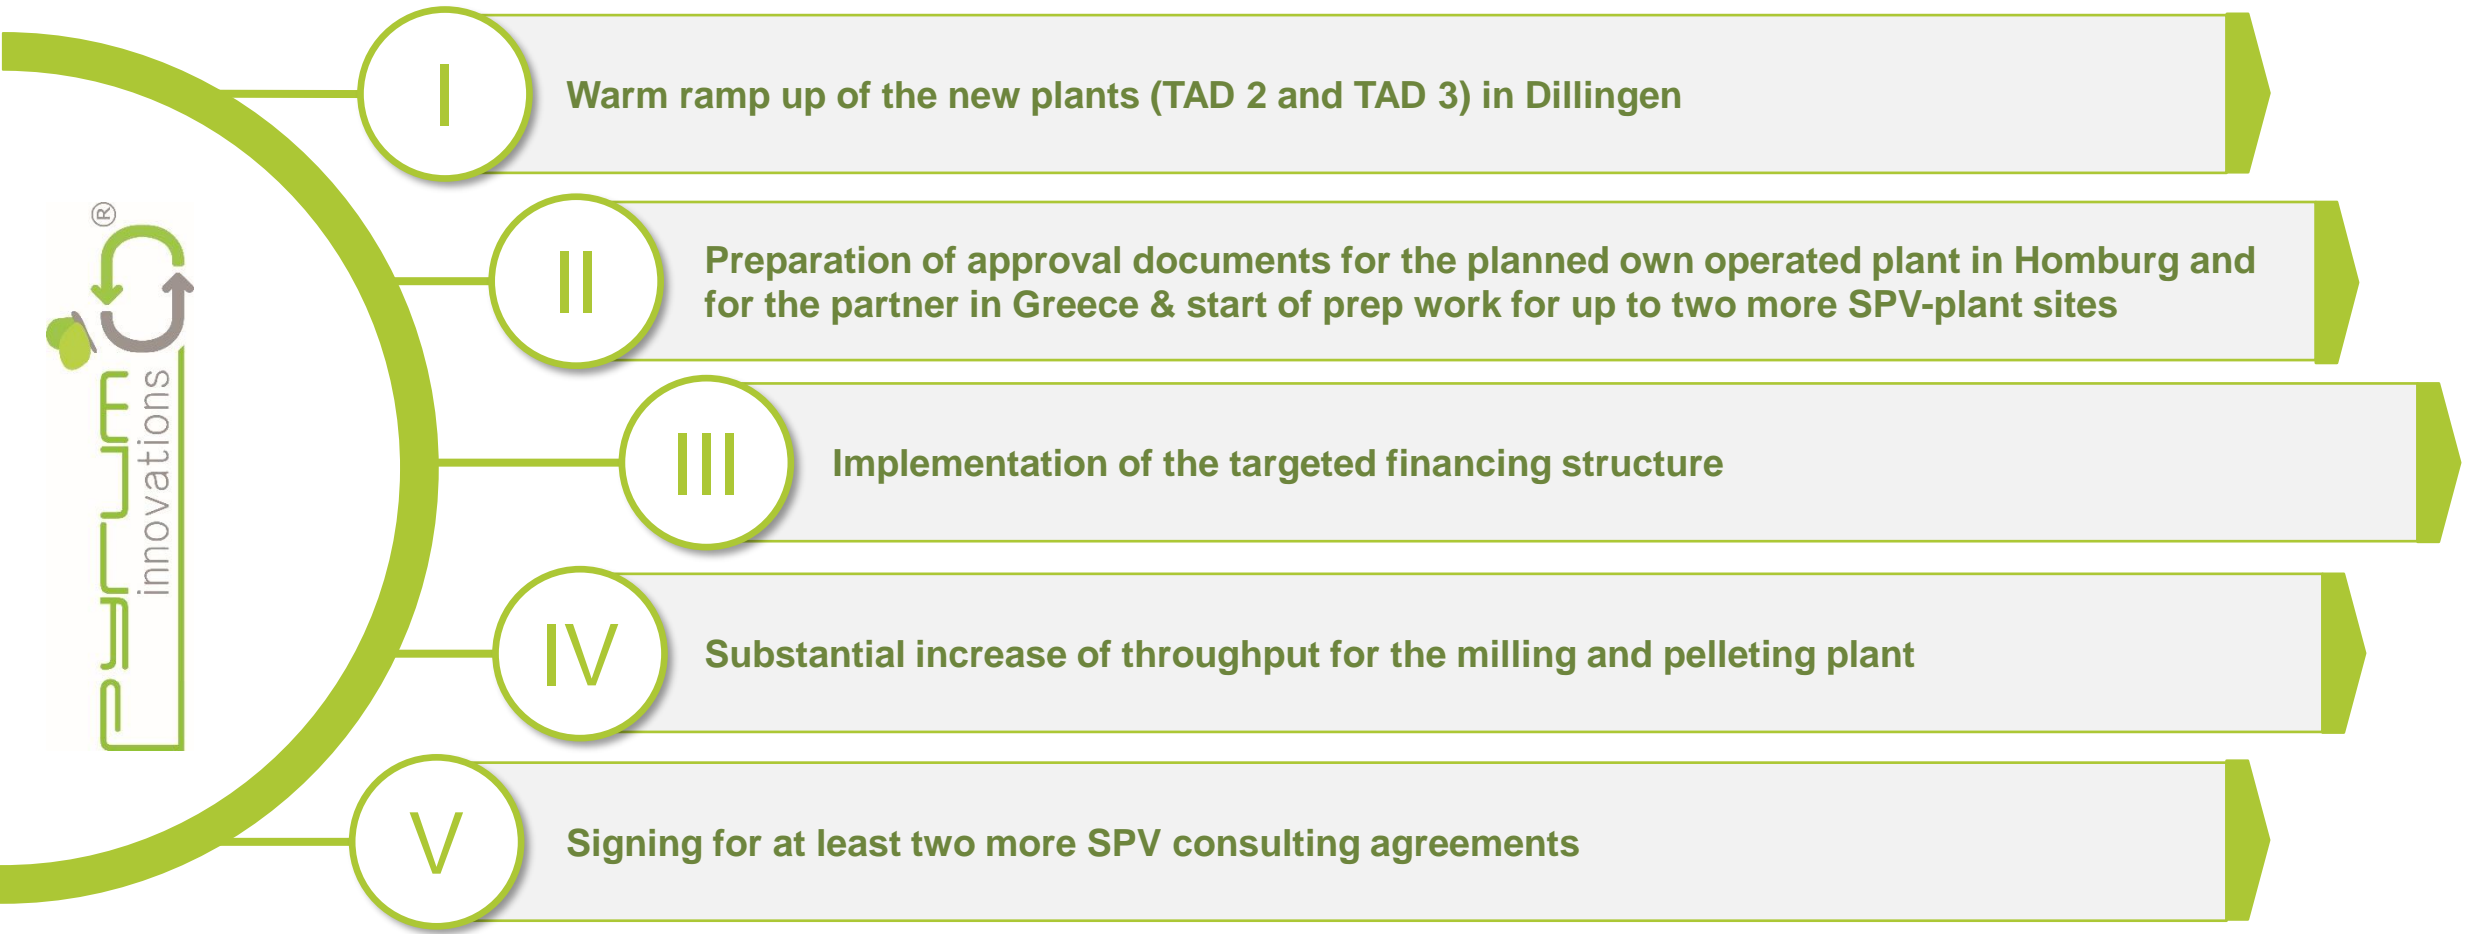 Pyrum
innovations
®
I
Warm ramp up of the new plants (TAD 2 and TAD 3) in Dillingen
II
Preparation of approval documents for the planned own operated plant in Homburg and
for the partner in Greece & start of prep work for up to two more SPV-plant sites
III
Implementation of the targeted financing structure
IV
Substantial increase of throughput for the milling and pelleting plant
V
Signing for at least two more SPV consulting agreements